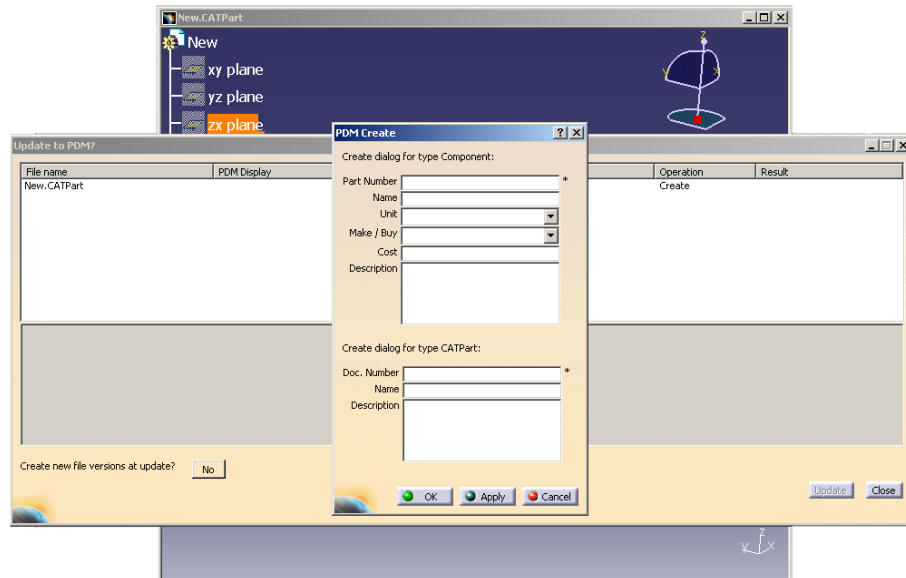 New.CATPart
New
xy plane
yz plane
zx plane
z
y
x
Update to PDM?
File name PDM Display Operation Result
New.CATPart Create
PDM Create
Create dialog for type Component:
Part Number *
Name
Unit
Make / Buy
Cost
Description
Create dialog for type CATPart:
Doc. Number *
Name
Description
OK Apply Cancel
Create new file versions at update? No
Update Close
z
y x